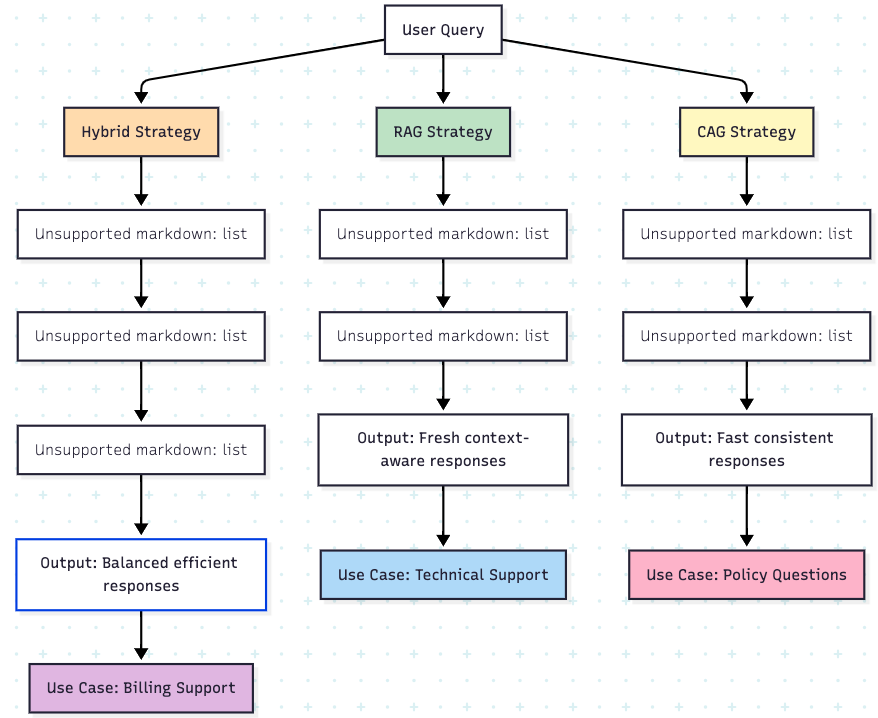 User Query
Hybrid Strategy
RAG Strategy
CAG Strategy
Unsupported markdown: list
Unsupported markdown: list
Unsupported markdown: list
Unsupported markdown: list
Unsupported markdown: list
Unsupported markdown: list
Unsupported markdown: list
Output: Fresh context-
aware responses
Output: Fast consistent
responses
Output: Balanced efficient
responses
Use Case: Technical Support
Use Case: Policy Questions
Use Case: Billing Support